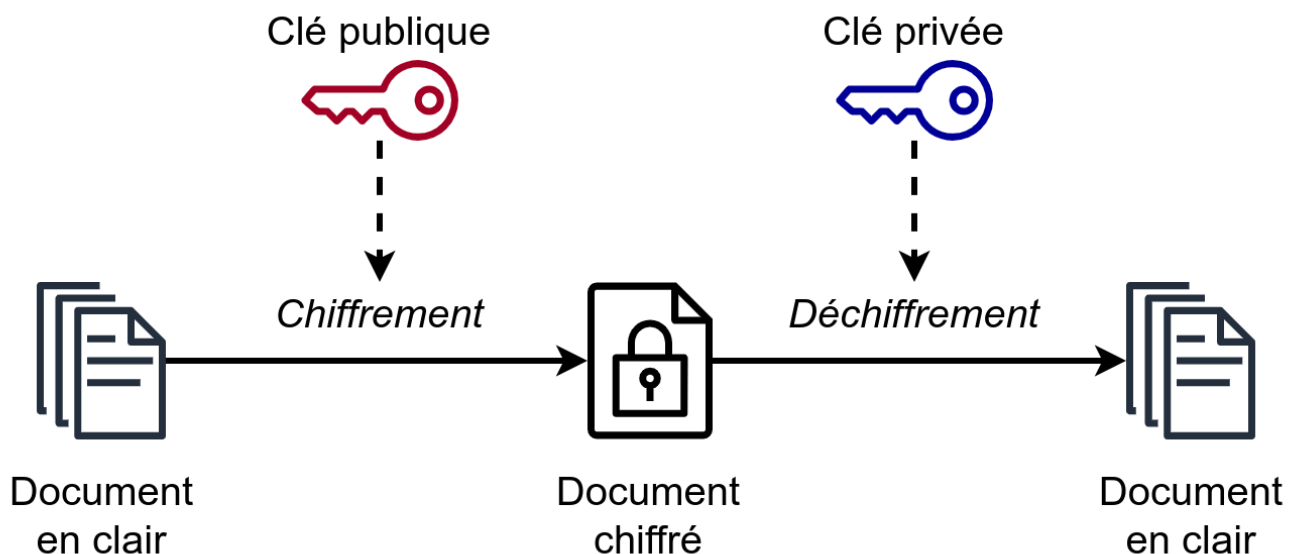 Clé publique
Clé privée
Chiffrement
Déchiffrement
Document
en clair
Document
chiffré
Document
en clair